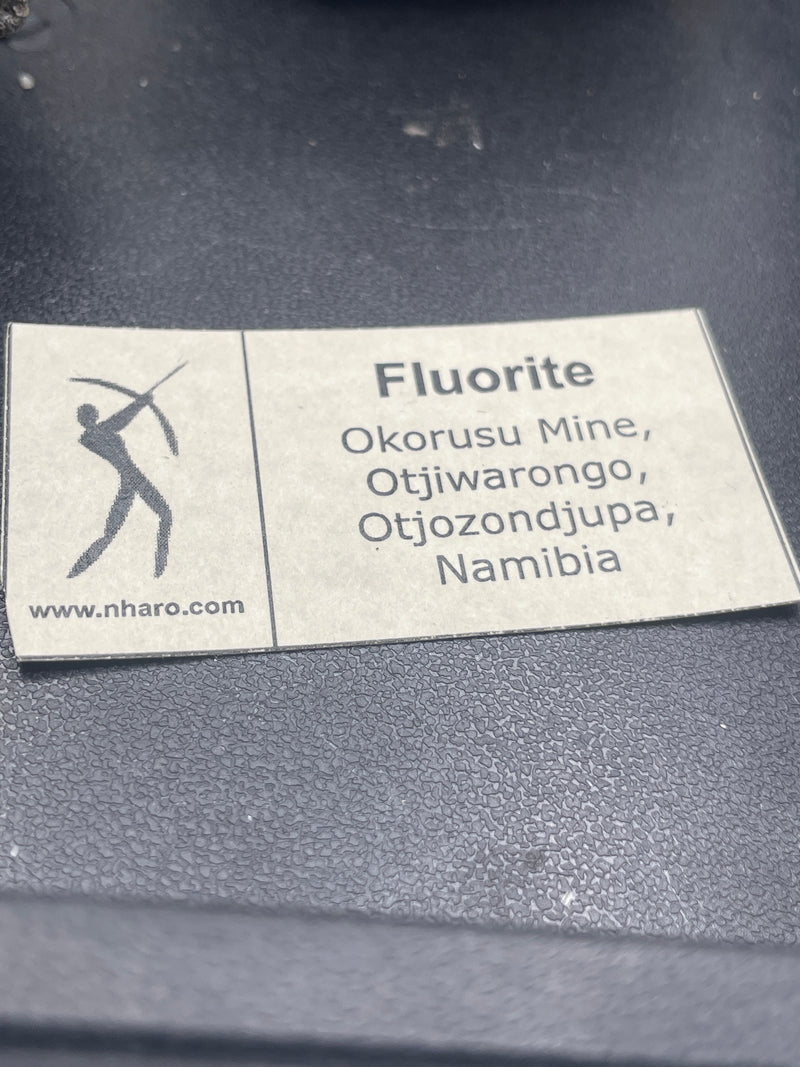 Fluorite
Okorusu Mine,
Otjiwarongo,
Otjozondjupa,
Namibia
www.nharo.com